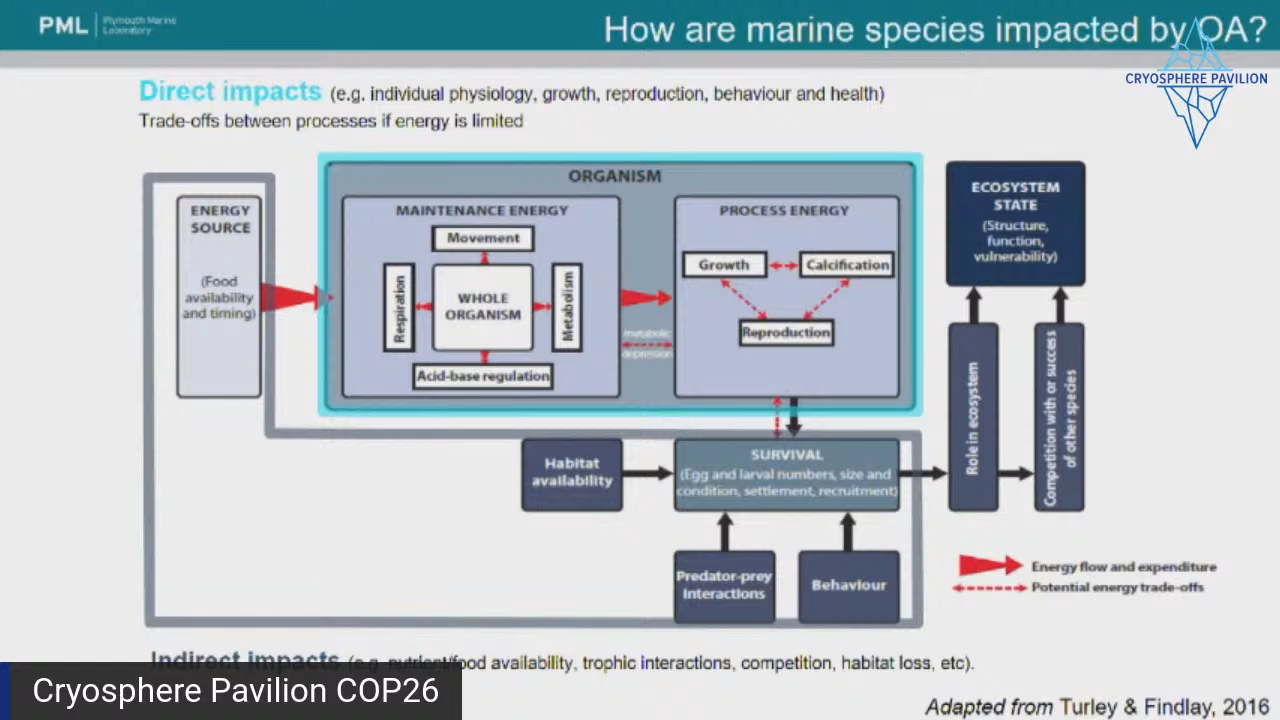 PML
Plymouth Marine
Laboratory
How are marine species impacted by OA?
CRYOSPHERE PAVILION
Direct impacts (e.g. individual physiology, growth, reproduction, behaviour and health)
Trade-offs between processes if energy is limited
ORGANISM
ENERGY
SOURCE
(Food
availability
and timing)
MAINTENANCE ENERGY
Movement
Respiration
WHOLE
ORGANISM
Metabolism
Acid-base regulation
metabolic
depression
PROCESS ENERGY
Growth
Calcification
Reproduction
ECOSYSTEM
STATE
(Structure,
function,
vulnerability)
Role in ecosystem
Competition with or success
of other species
Habitat
availability
SURVIVAL
(Egg and larval numbers, size and
condition, settlement, recruitment)
Predator-prey
interactions
Behaviour
Energy flow and expenditure
Potential energy trade-offs
Indirect impacts (e.g. nutrient/food availability, trophic interactions, competition, habitat loss, etc).
Cryosphere Pavilion COP26
Adapted from Turley & Findlay, 2016